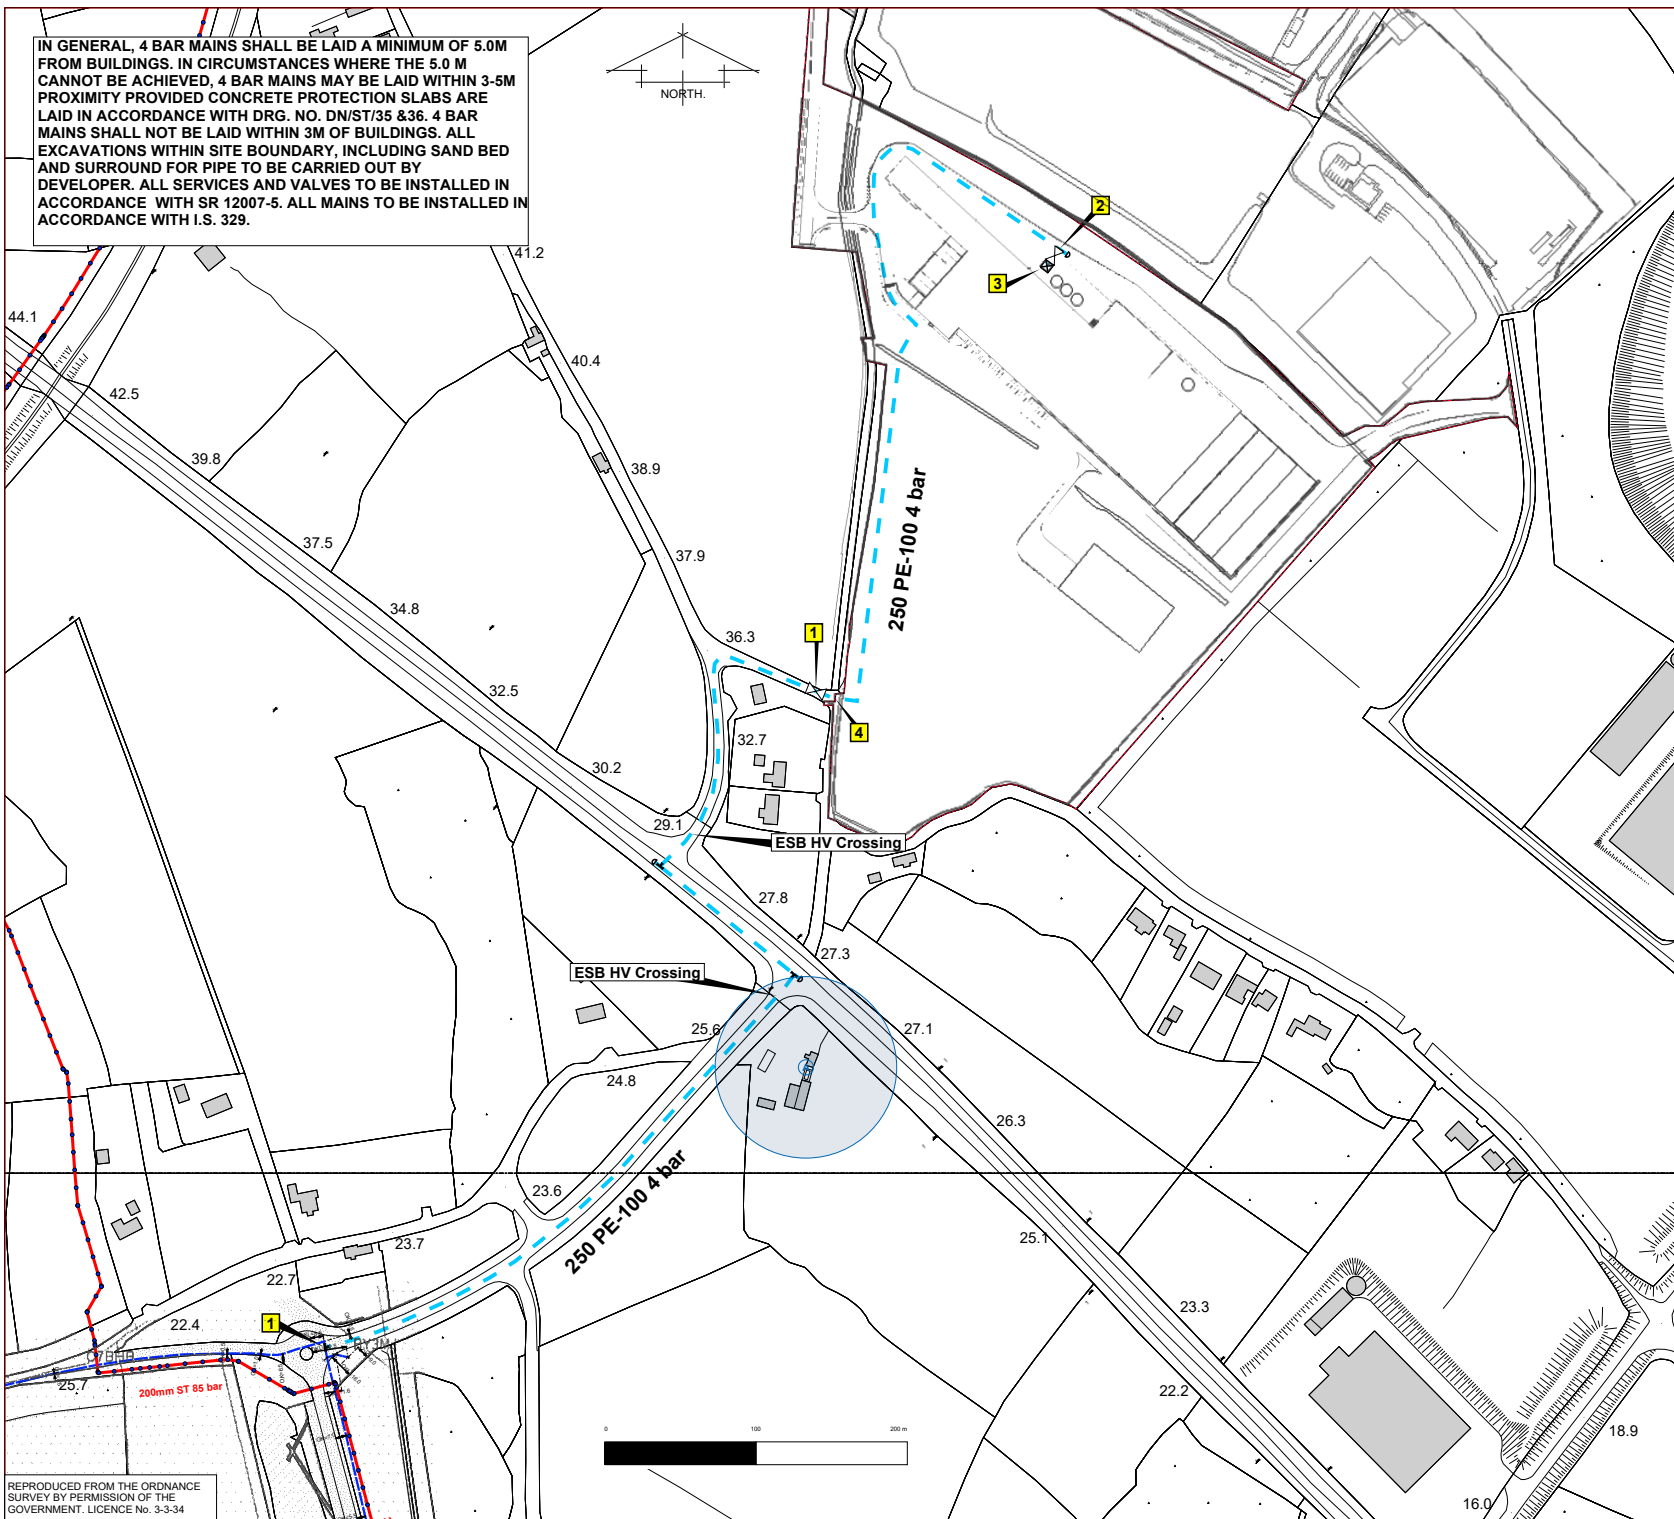 IN GENERAL, 4 BAR MAINS SHALL BE LAID A MINIMUM OF 5.0M
FROM BUILDINGS. IN CIRCUMSTANCES WHERE THE 5.0 M
CANNOT BE ACHIEVED, 4 BAR MAINS MAY BE LAID WITHIN 3-5M
PROXIMITY PROVIDED CONCRETE PROTECTION SLABS ARE
LAID IN ACCORDANCE WITH DRG. NO. DN/ST/35 &36. 4 BAR
MAINS SHALL NOT BE LAID WITHIN 3M OF BUILDINGS. ALL
EXCAVATIONS WITHIN SITE BOUNDARY, INCLUDING SAND BED
AND SURROUND FOR PIPE TO BE CARRIED OUT BY
DEVELOPER. ALL SERVICES AND VALVES TO BE INSTALLED IN
ACCORDANCE  WITH SR 12007-5. ALL MAINS TO BE INSTALLED IN
ACCORDANCE WITH I.S. 329.
NORTH.
2
3
41.2
44.1
40.4
42.5
39.8
38.9
37.5
37.9
250 PE-100 4 bar
34.8
36.3
1
32.5
4
32.7
30.2
29.1
ESB HV Crossing
27.8
27.3
ESB HV Crossing
25.6
27.1
24.8
26.3
23.6
250 PE-100 4 bar
25.1
23.7
22.7
23.3
22.4
1
25.7
200mm ST 85 bar
22.2
0
100
200 m
18.9
16.0
REPRODUCED FROM THE ORDNANCE
SURVEY BY PERMISSION OF THE
GOVERNMENT. LICENCE No. 3-3-34